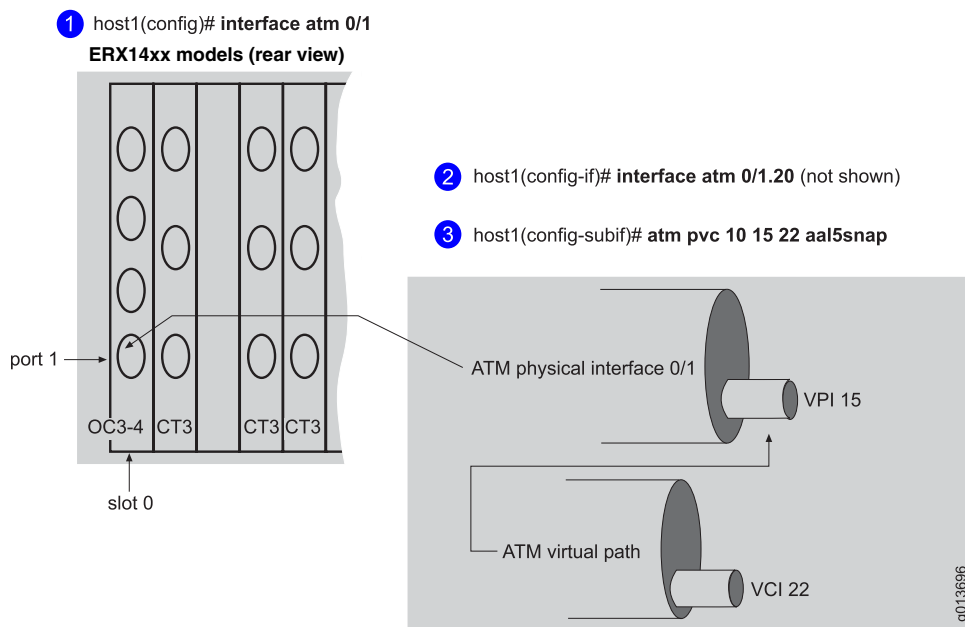 1 host1(config)# interface atm 0/1
ERX14xx models (rear view)
2 host1(config-if)# interface atm 0/1.20 (not shown)
3 host1(config-subif)# atm pvc 10 15 22 aal5snap
port 1
ATM physical interface 0/1
VPI 15
OC3-4 CT3 CT3 CT3
slot 0
ATM virtual path
VCI 22
g013696